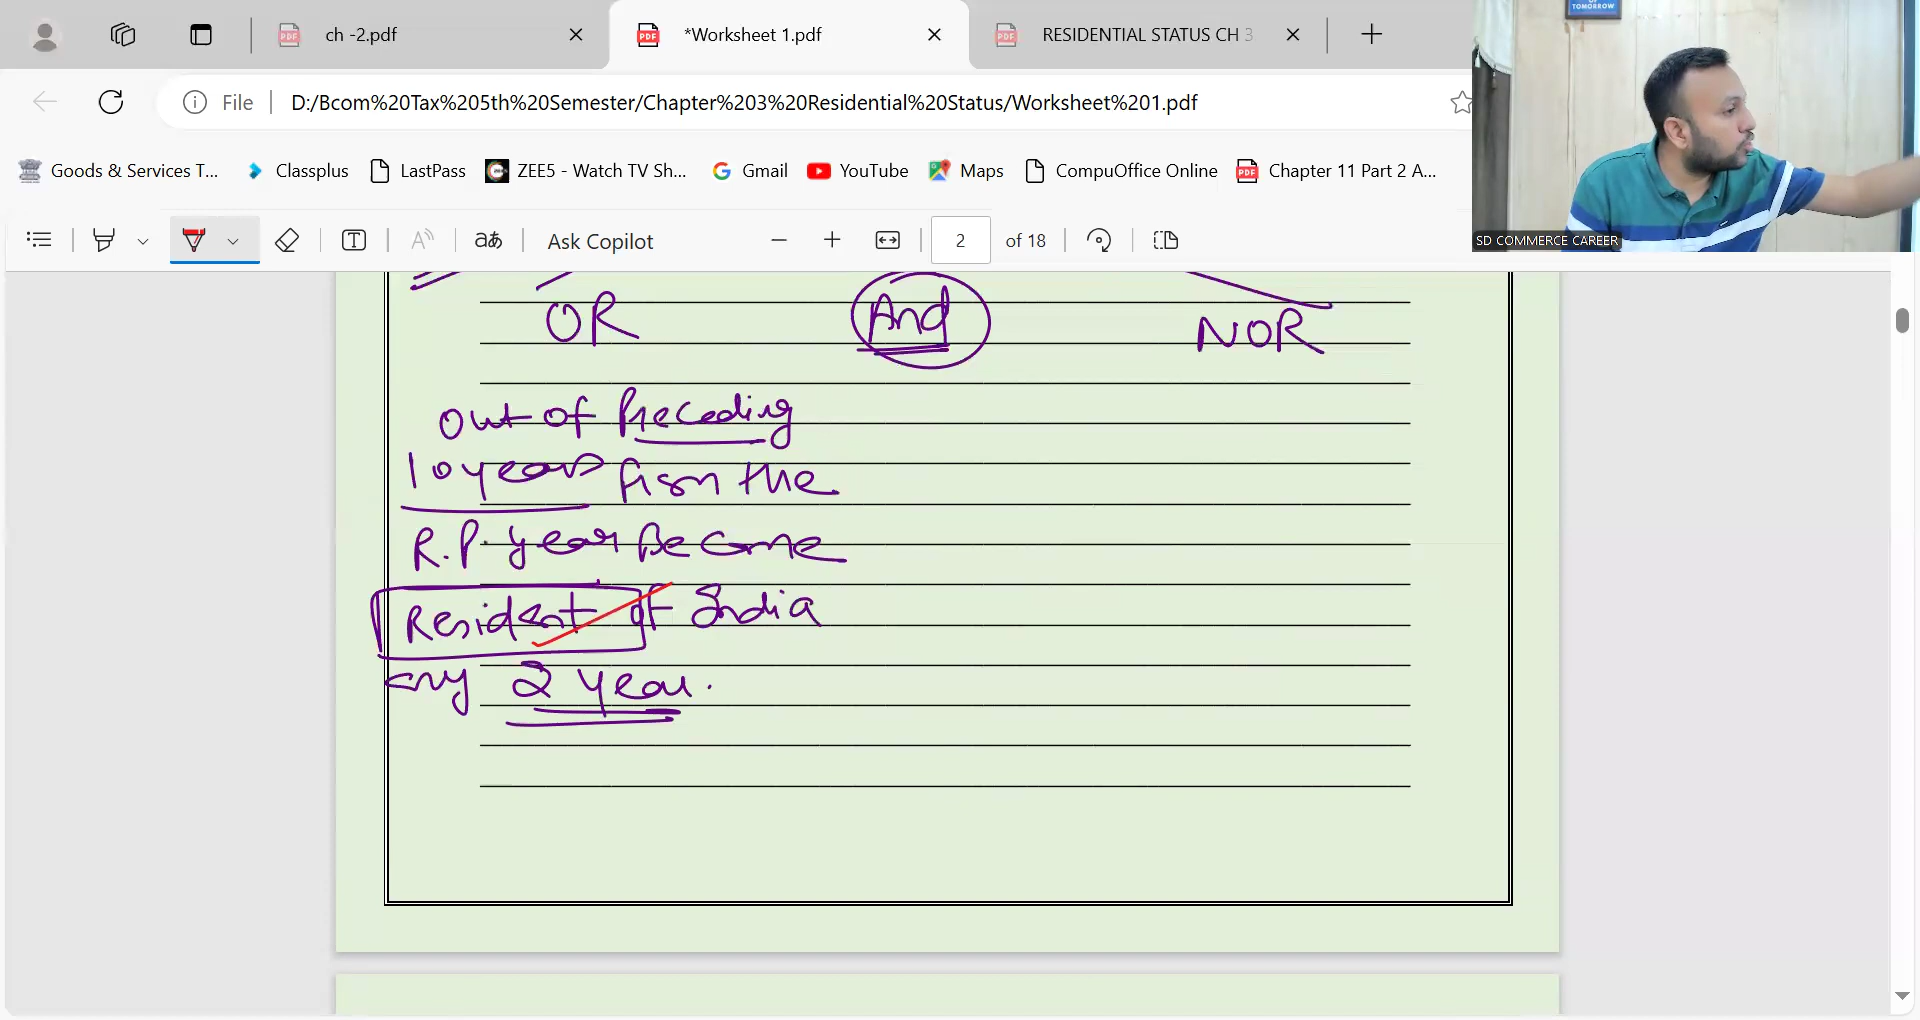 OF
TOMORROW
ch -2.pdf
*Worksheet 1.pdf
RESIDENTIAL STATUS CH 3
File
D:/Bcom%20Tax%205th%20Semester/Chapter%203%20Residential%20Status/Worksheet%201.pdf
Goods & Services T...
Classplus
LastPass
ZEE5 - Watch TV Sh...
Gmail
YouTube
Maps
CompuOffice Online
Chapter 11 Part 2 A...
Ask Copilot
2 of 18
SD COMMERCE CAREER
OR And NOR
out of Preceding
10 years from the
R.P. year Become
Resident of India
any 2 year.